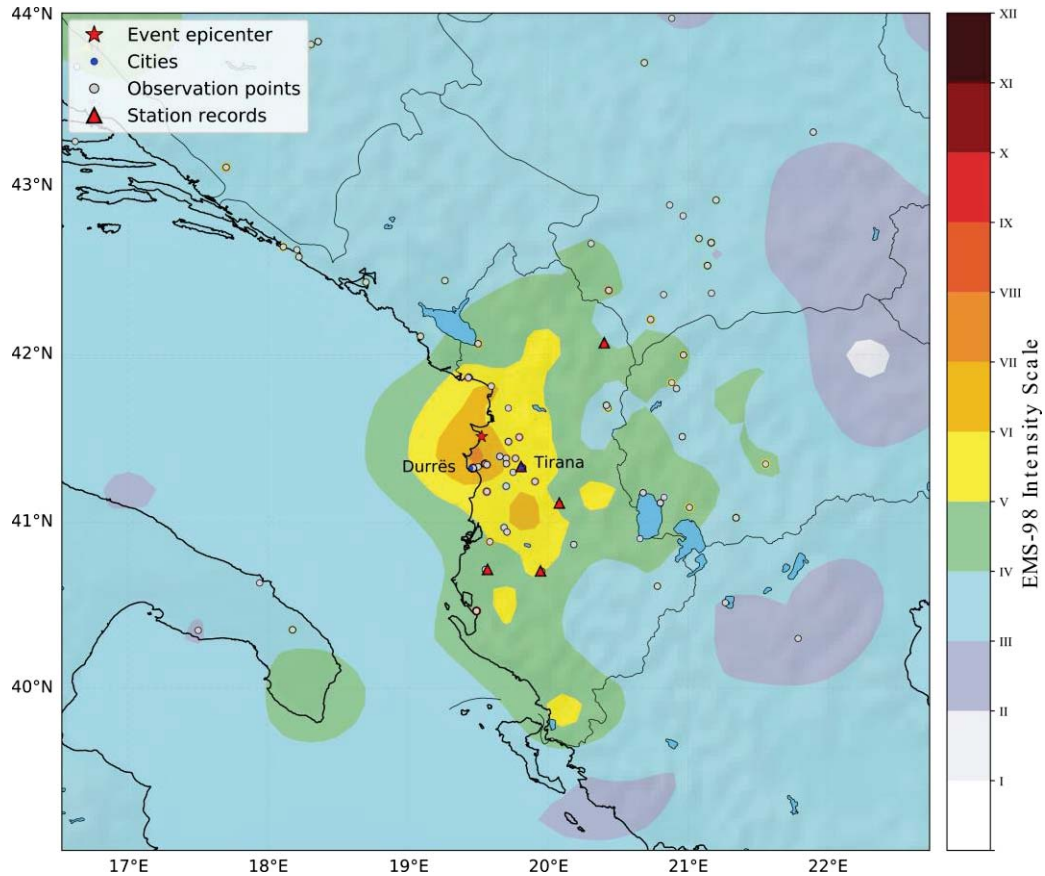 44°N
43°N
42°N
41°N
40°N
Event epicenter
Cities
Observation points
Station records
Durrës
Tirana
17°E
18°E
19°E
20°E
21°E
22°E
XII
XI
X
IX
VIII
VII
VI
V
IV
III
II
I
EMS-98 Intensity Scale